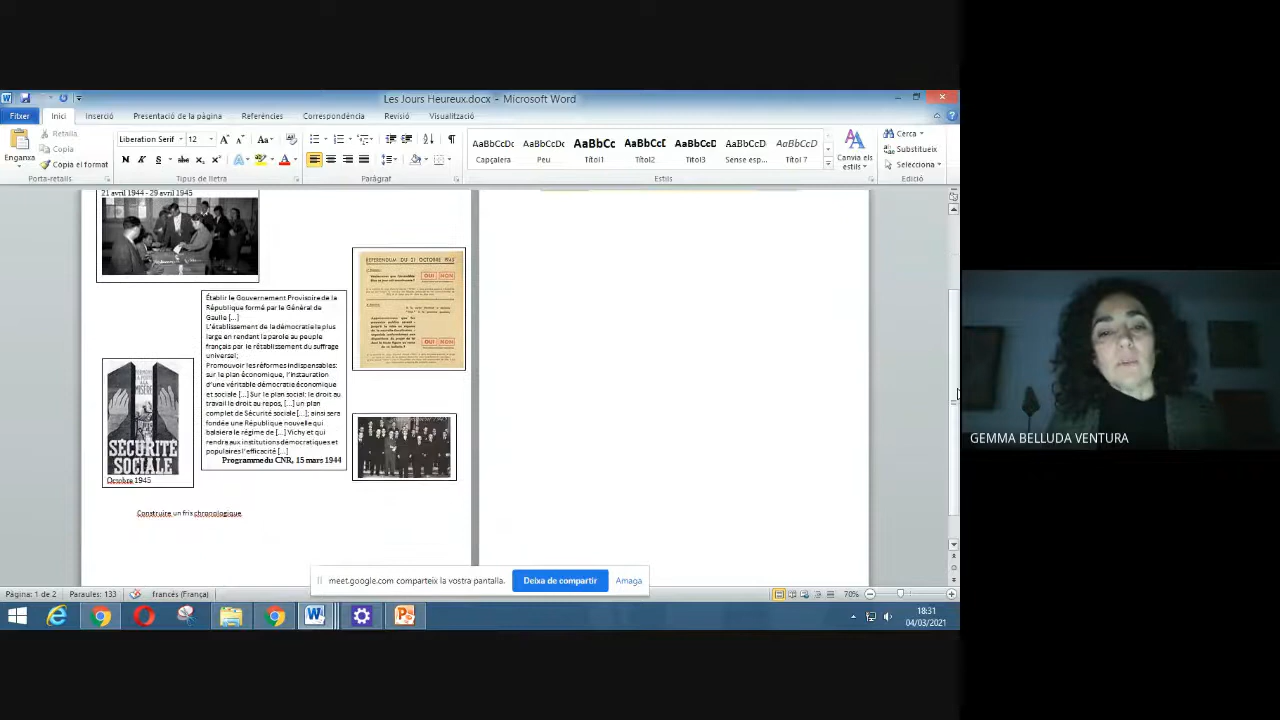 Les Jours Heureux.docx - Microsoft Word
Fitxer Inici Inserció Presentació de la pàgina Referències Correspondència Revisió Visualització
Enganxa
Retalla
Copia
Copia el format
Porta-retalls
Liberation Serif 12
Tipus de lletra
Paràgraf
AaBbCcDc AaBbCcDc AaBbCc AaBbCcC AaBbCcD AaBbCcD AaBbCcD
Capçalera Peu Títol1 Títol2 Títol3 Sense esp... Títol 7
Estils
Canvia els
estils
Cerca
Substitueix
Selecciona
Edició
21 avril 1944 - 29 avril 1945
REFERENDUM DU 21 OCTOBRE 1945
OUI NON
OUI NON
Établir le Gouvernement Provisoire de la
République formé par le Général de
Gaulle [...]
L'établissement de la démocratie le plus
large en rendant la parole au peuple
français par le rétablissement du suffrage
universel;
Promouvoir les réformes indispensables:
sur le plan économique, l'instauration
d'une véritable démocratie économique
et sociale [...] Sur le plan social: le droit au
travail le droit au repos, [...] un plan
complet de Sécurité sociale [...]; ainsi sera
fondée une République nouvelle qui
balaiera le régime de [...] Vichy et qui
rendra aux institutions démocratiques et
populaires l'efficacité [...]
Programme du CNR, 15 mars 1944
SÉCURITÉ
SOCIALE
Octobre 1945
Construire un fris chronologique
meet.google.com comparteix la vostra pantalla. Deixa de compartir Amaga
Pàgina: 1 de 2 Paraules: 133 francès (França) 70%
18:31
04/03/2021
GEMMA BELLUDA VENTURA